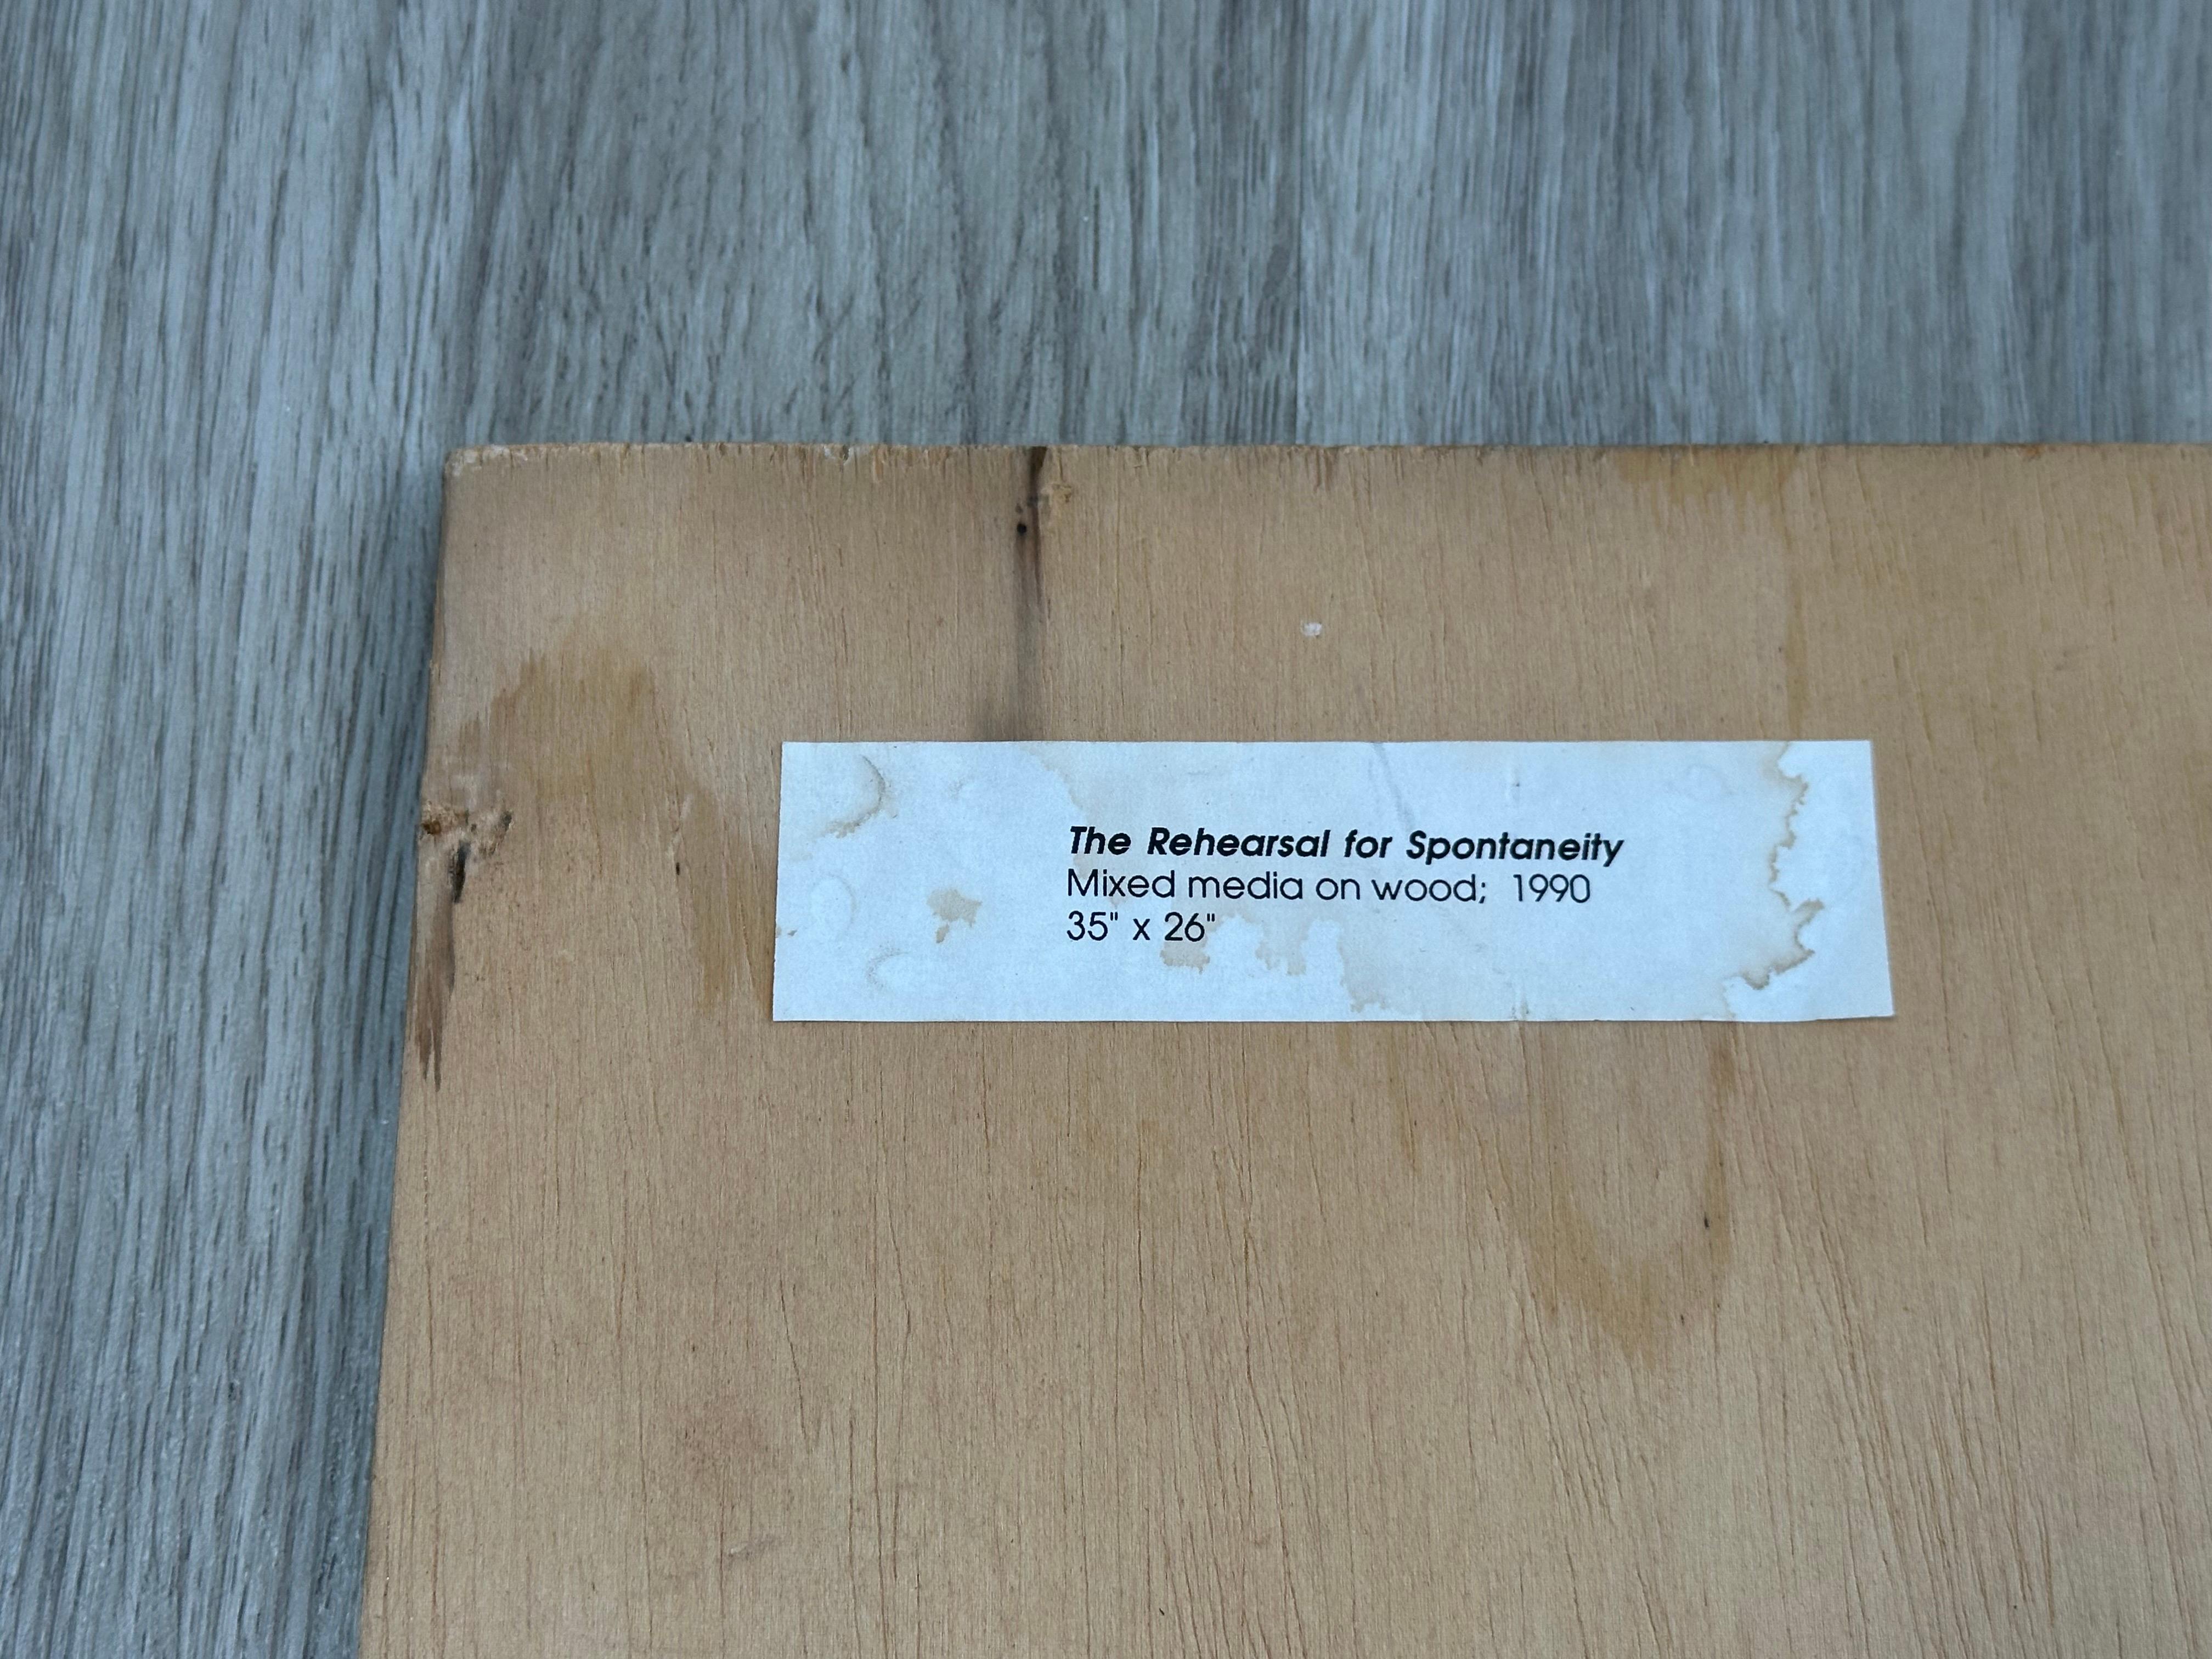 The Rehearsal for Spontaneity
Mixed media on wood; 1990
35" x 26"